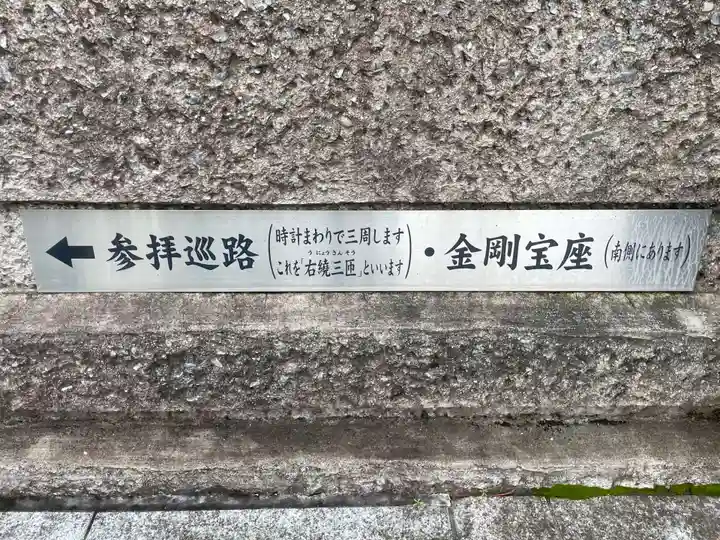 ← 参拝巡路(時計まわりで三周します
これを「右繞三匝」といいます)・金剛宝座(南側にあります)
うにょうさんそう